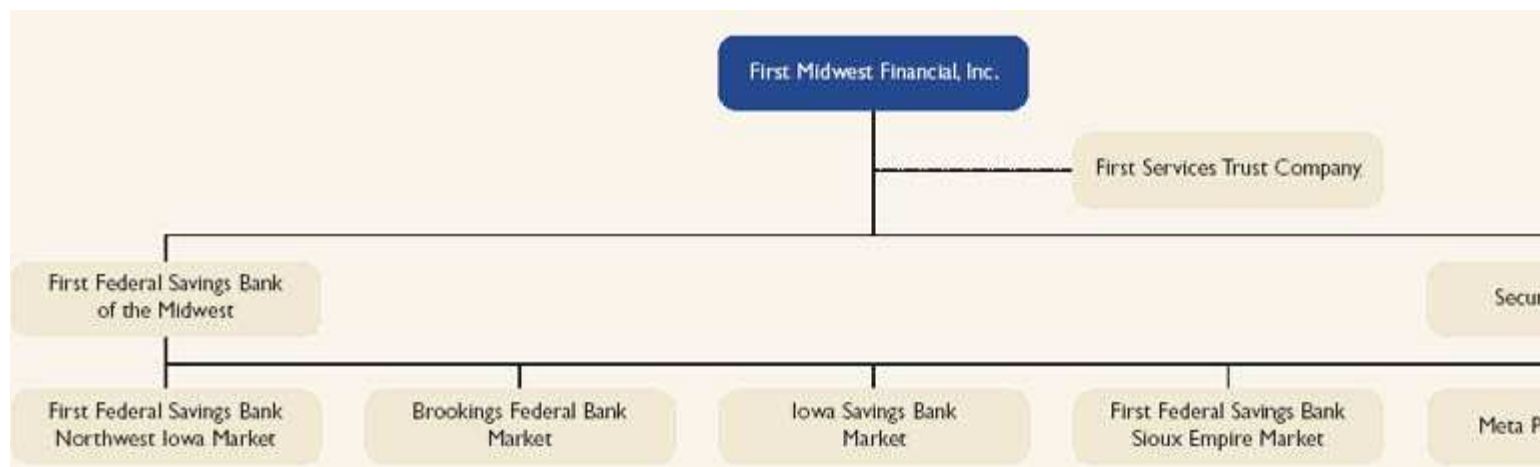 First Midwest Financial, Inc.
First Services Trust Company
First Federal Savings Bank
of the Midwest
First Federal Savings Bank
Northwest Iowa Market
Brookings Federal Bank
Market
Iowa Savings Bank
Market
First Federal Savings Bank
Sioux Empire Market
Meta